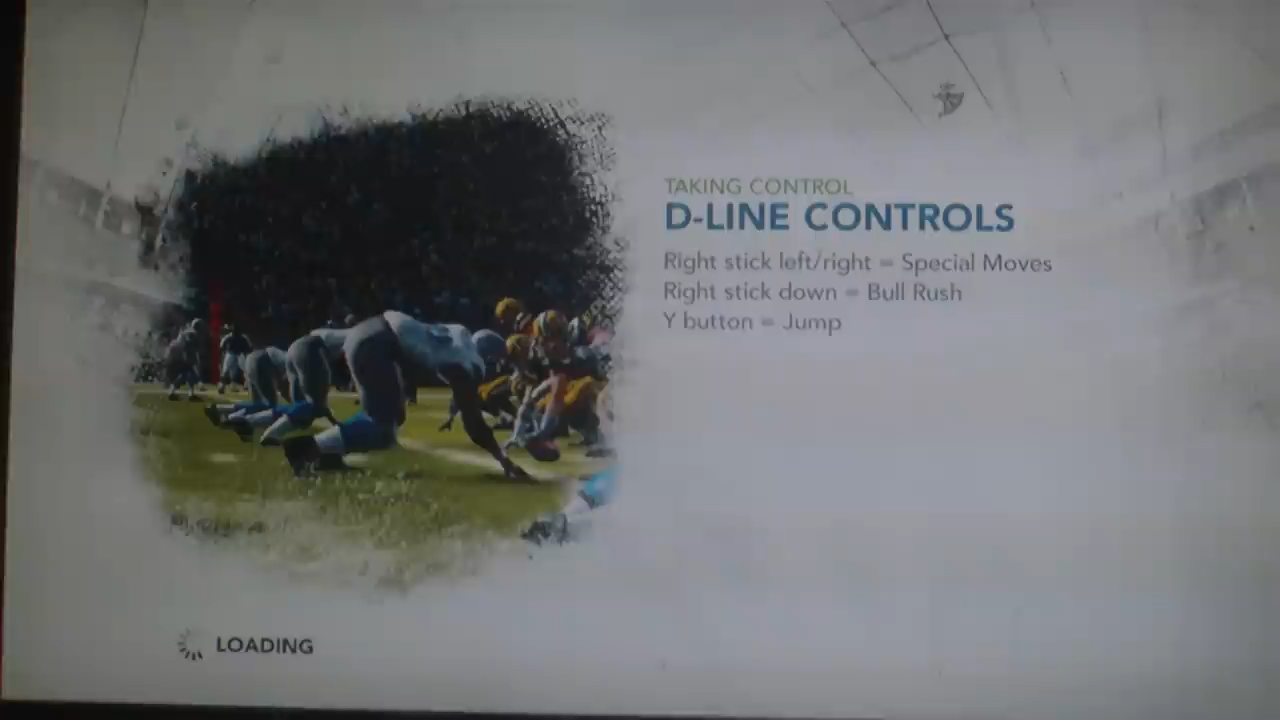 TAKING CONTROL
D-LINE CONTROLS
Right stick left/right = Special Moves
Right stick down = Bull Rush
Y button = Jump
LOADING